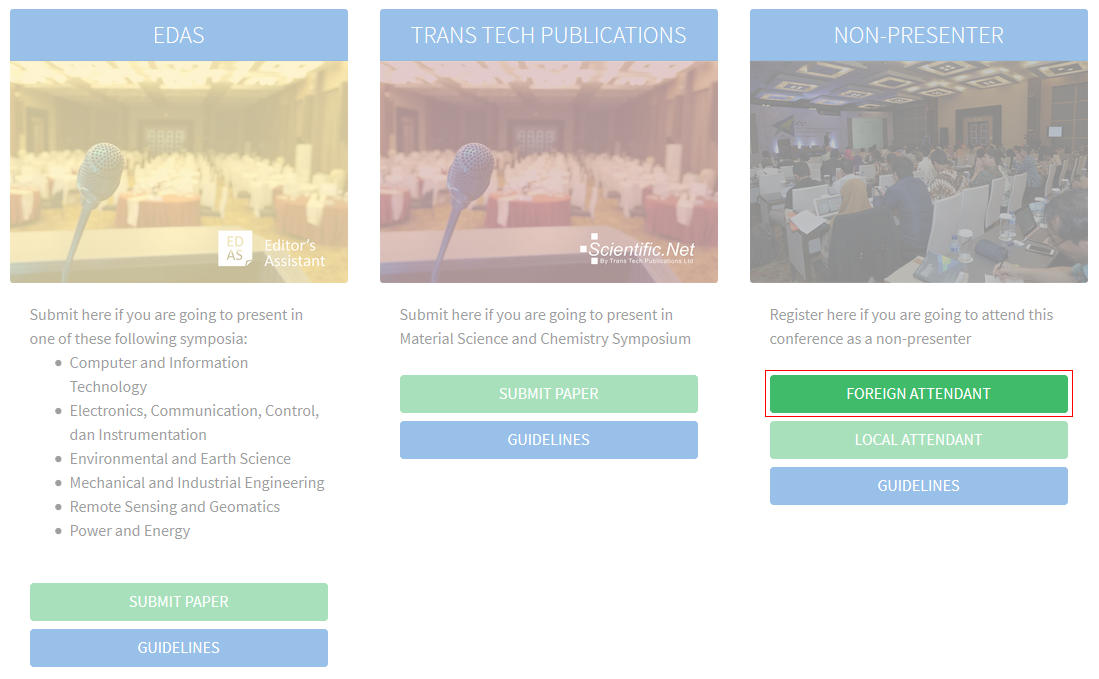 EDAS
ED
AS
Editor's
Assistant
Submit here if you are going to present in
one of these following symposia:
• Computer and Information
Technology
• Electronics, Communication, Control,
dan Instrumentation
• Environmental and Earth Science
• Mechanical and Industrial Engineering
• Remote Sensing and Geomatics
• Power and Energy
SUBMIT PAPER
GUIDELINES
TRANS TECH PUBLICATIONS
Scientific.Net
By Trans Tech Publications Ltd
Submit here if you are going to present in
Material Science and Chemistry Symposium
SUBMIT PAPER
GUIDELINES
NON-PRESENTER
Register here if you are going to attend this
conference as a non-presenter
FOREIGN ATTENDANT
LOCAL ATTENDANT
GUIDELINES